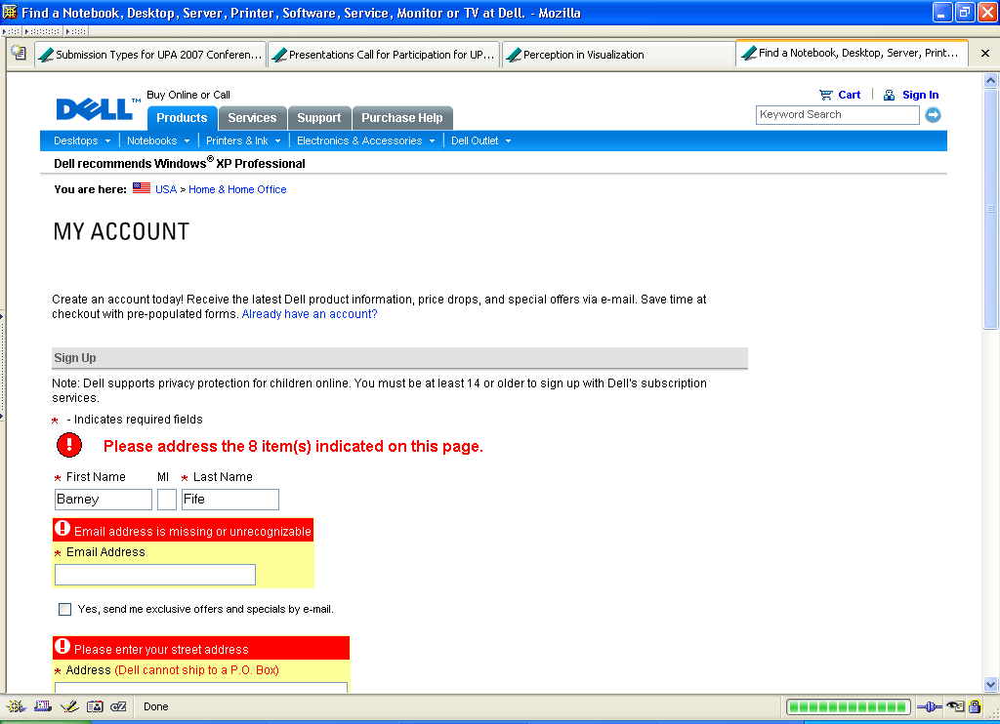 Find a Notebook, Desktop, Server, Printer, Software, Service, Monitor or TV at Dell. - Mozilla
Submission Types for UPA 2007 Conferen...
Presentations Call for Participation for UP...
Perception in Visualization
Find a Notebook, Desktop, Server, Print...
DELL™
Buy Online or Call
Cart
Sign In
Products
Services
Support
Purchase Help
Keyword Search
Desktops
Notebooks
Printers & Ink
Electronics & Accessories
Dell Outlet
Dell recommends Windows® XP Professional
You are here: USA > Home & Home Office
MY ACCOUNT
Create an account today! Receive the latest Dell product information, price drops, and special offers via e-mail. Save time at
checkout with pre-populated forms. Already have an account?
Sign Up
Note: Dell supports privacy protection for children online. You must be at least 14 or older to sign up with Dell's subscription
services.
* - Indicates required fields
! Please address the 8 item(s) indicated on this page.
* First Name MI * Last Name
Barney Fife
! Email address is missing or unrecognizable
* Email Address
Yes, send me exclusive offers and specials by e-mail.
! Please enter your street address
* Address (Dell cannot ship to a P.O. Box)
Done